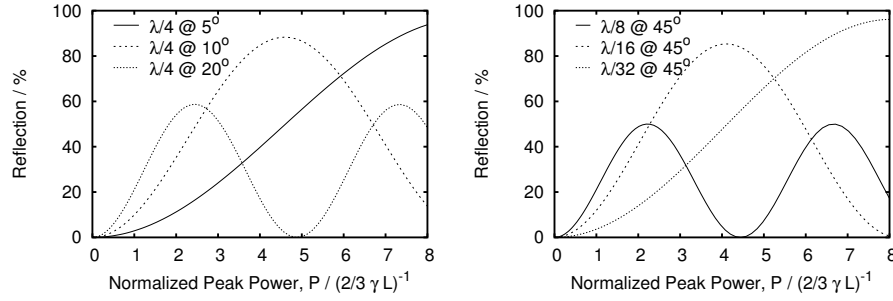 Reflection / %
100
80
60
40
20
0
λ/4 @ 5°
λ/4 @ 10°
λ/4 @ 20°
0 1 2 3 4 5 6 7 8
Normalized Peak Power, P / (2/3 γ L)⁻¹
Reflection / %
100
80
60
40
20
0
λ/8 @ 45°
λ/16 @ 45°
λ/32 @ 45°
0 1 2 3 4 5 6 7 8
Normalized Peak Power, P / (2/3 γ L)⁻¹